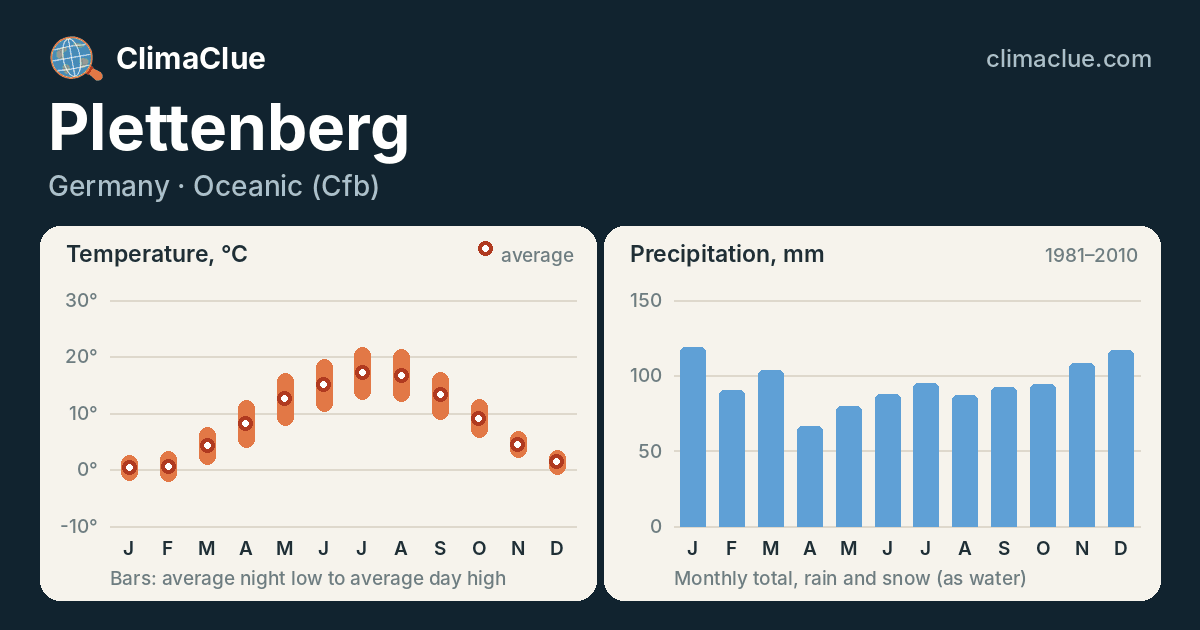 ClimaClue
climaclue.com
Plettenberg
Germany · Oceanic (Cfb)
Temperature, °C
average
30°
20°
10°
0°
-10°
J F M A M J J A S O N D
Bars: average night low to average day high
Precipitation, mm
1981–2010
150
100
50
0
J F M A M J J A S O N D
Monthly total, rain and snow (as water)